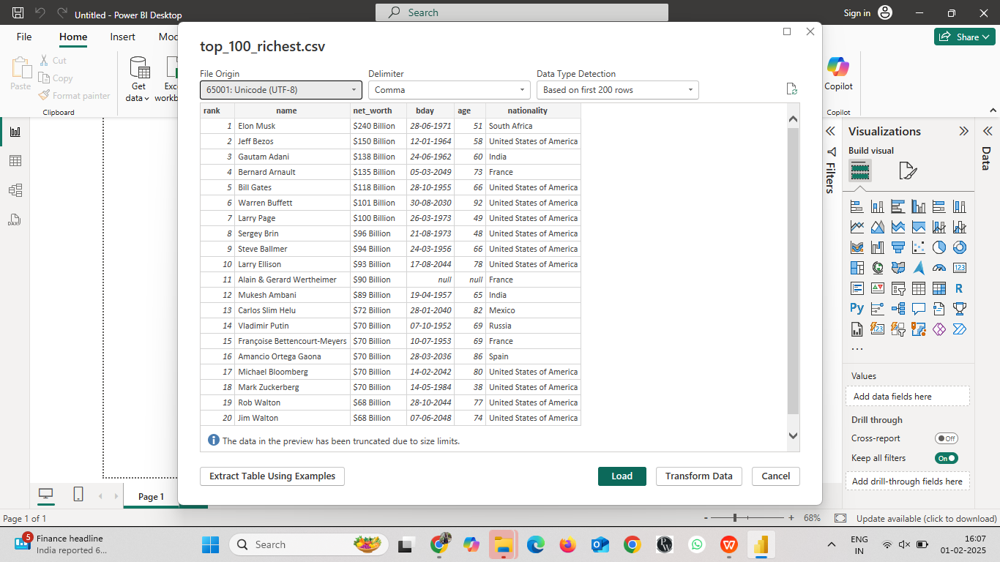 Untitled - Power BI Desktop
Search
Sign in
File
Home
Insert
Share
Paste
Cut
Copy
Format painter
Clipboard
Get
data
Copilot
Copilot
top_100_richest.csv
File Origin
Delimiter
Data Type Detection
65001: Unicode (UTF-8)
Comma
Based on first 200 rows
rank name net_worth bday age nationality
1 Elon Musk $240 Billion 28-06-1971 51 South Africa
2 Jeff Bezos $150 Billion 12-01-1964 58 United States of America
3 Gautam Adani $138 Billion 24-06-1962 60 India
4 Bernard Arnault $135 Billion 05-03-2049 73 France
5 Bill Gates $118 Billion 28-10-1955 66 United States of America
6 Warren Buffett $101 Billion 30-08-2030 92 United States of America
7 Larry Page $100 Billion 26-03-1973 49 United States of America
8 Sergey Brin $96 Billion 21-08-1973 48 United States of America
9 Steve Ballmer $94 Billion 24-03-1956 66 United States of America
10 Larry Ellison $93 Billion 17-08-2044 78 United States of America
11 Alain & Gerard Wertheimer $90 Billion null null France
12 Mukesh Ambani $89 Billion 19-04-1957 65 India
13 Carlos Slim Helu $72 Billion 28-01-2040 82 Mexico
14 Vladimir Putin $70 Billion 07-10-1952 69 Russia
15 Françoise Bettencourt-Meyers $70 Billion 10-07-1953 69 France
16 Amancio Ortega Gaona $70 Billion 28-03-2036 86 Spain
17 Michael Bloomberg $70 Billion 14-02-2042 80 United States of America
18 Mark Zuckerberg $70 Billion 14-05-1984 38 United States of America
19 Rob Walton $68 Billion 28-10-2044 77 United States of America
20 Jim Walton $68 Billion 07-06-2048 74 United States of America
The data in the preview has been truncated due to size limits.
Extract Table Using Examples
Load
Transform Data
Cancel
Filters
Visualizations
Build visual
Data
Values
Add data fields here
Drill through
Cross-report
Off
Keep all filters
On
Add drill-through fields here
Page 1
Page 1 of 1
- + 68%
Update available (click to download)
5
Finance headline
India reported 6...
Search
ENG
IN
16:07
01-02-2025